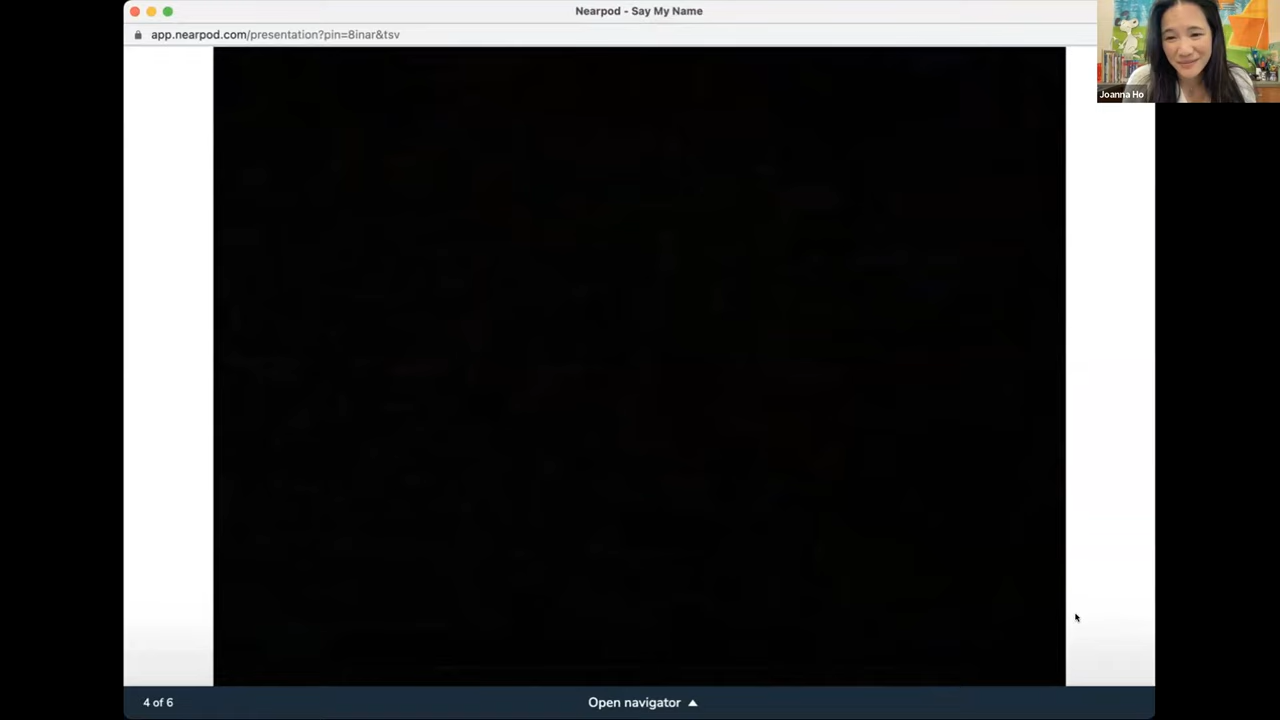 Nearpod - Say My Name
app.nearpod.com/presentation?pin=8inar&tsv
Joanna Ho
4 of 6
Open navigator